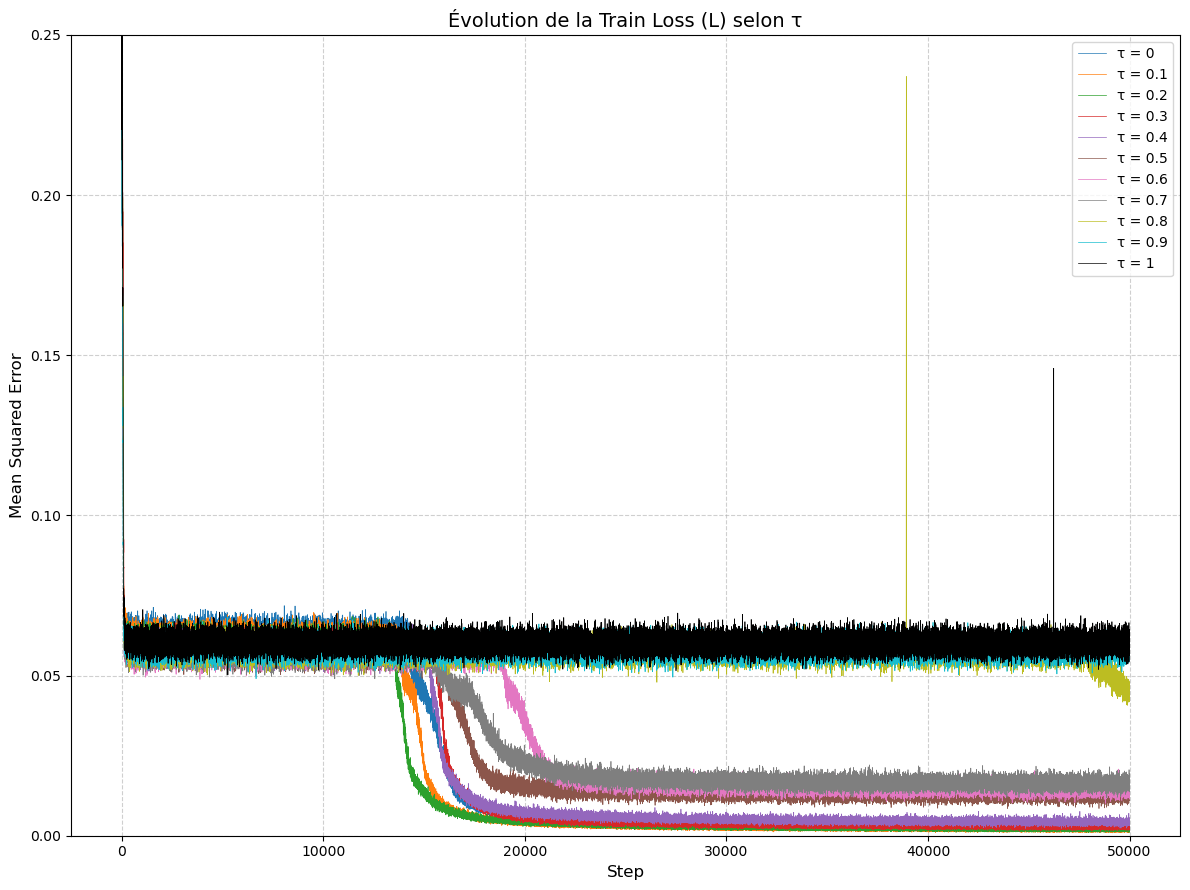 Évolution de la Train Loss (L) selon τ
Mean Squared Error
0.25
0.20
0.15
0.10
0.05
0.00
τ = 0
τ = 0.1
τ = 0.2
τ = 0.3
τ = 0.4
τ = 0.5
τ = 0.6
τ = 0.7
τ = 0.8
τ = 0.9
τ = 1
0 10000 20000 30000 40000 50000
Step